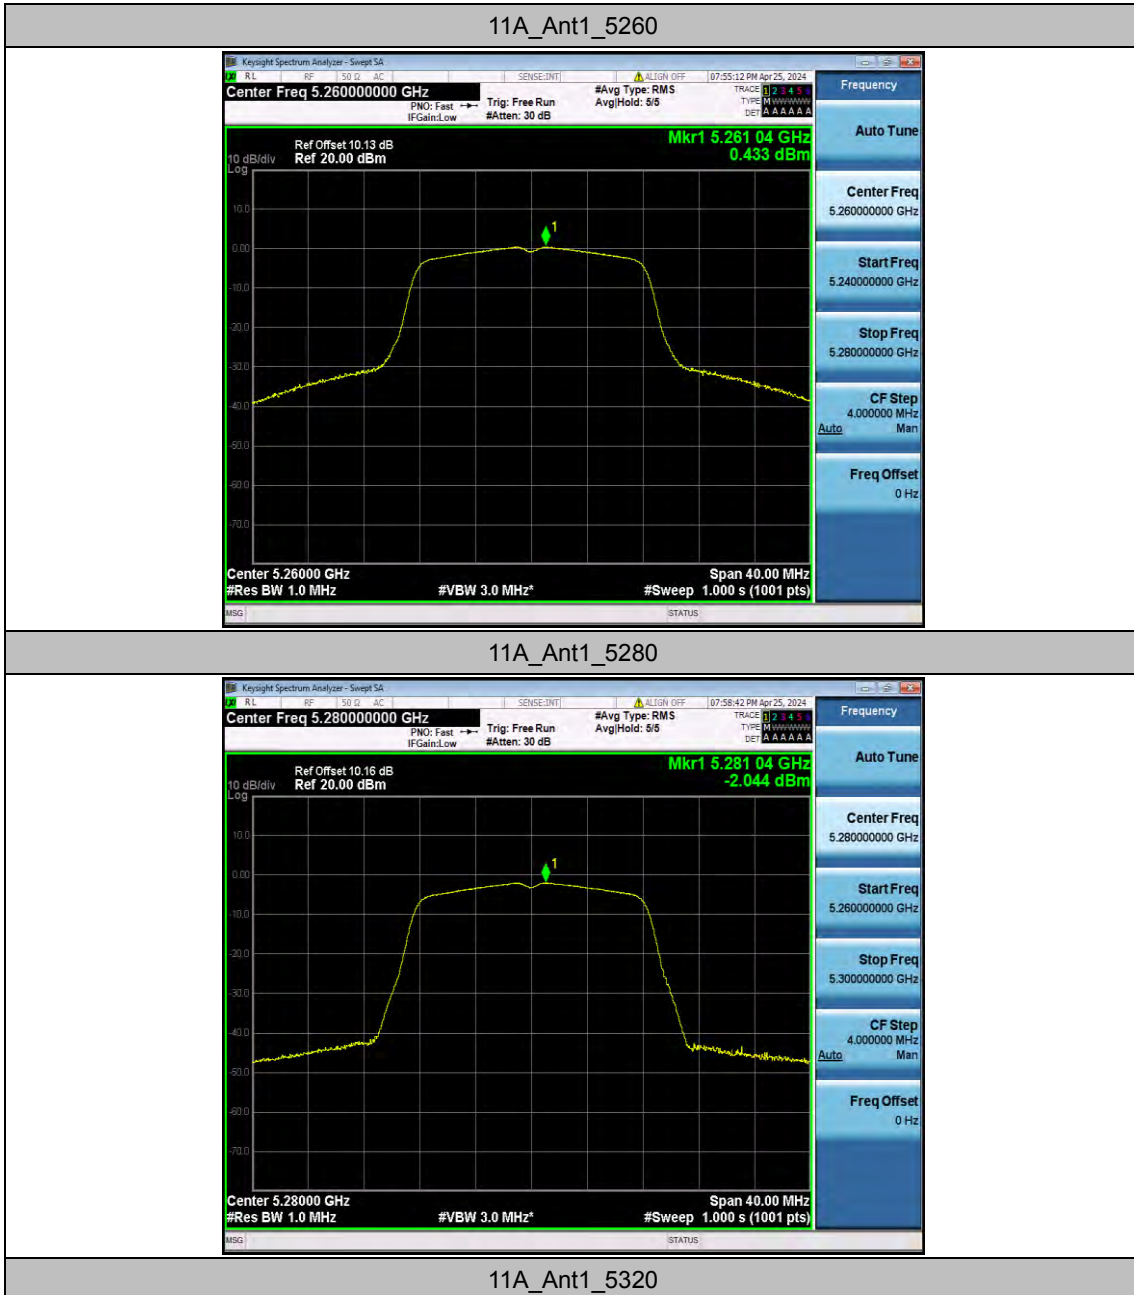 11A_Ant1_5260
Keysight Spectrum Analyzer - Swept SA
RL RF 50 Ω AC SENSE:INT ALIGN OFF 07:55:12 PM Apr 25, 2024
Center Freq 5.260000000 GHz #Avg Type: RMS TRACE 1 2 3 4 5 6
PNO: Fast Trig: Free Run Avg|Hold: 5/5 TYPE M WWWWW
IFGain:Low #Atten: 30 dB DET A A A A A A
Frequency
Mkr1 5.261 04 GHz
0.433 dBm
Ref Offset 10.13 dB
10 dB/div Ref 20.00 dBm
Log
10.0
1
0.00
-10.0
-20.0
-30.0
-40.0
-50.0
-60.0
-70.0
Center 5.26000 GHz Span 40.00 MHz
#Res BW 1.0 MHz #VBW 3.0 MHz* #Sweep 1.000 s (1001 pts)
MSG STATUS
Auto Tune
Center Freq
5.260000000 GHz
Start Freq
5.240000000 GHz
Stop Freq
5.280000000 GHz
CF Step
4.000000 MHz
Auto Man
Freq Offset
0 Hz
11A_Ant1_5280
Keysight Spectrum Analyzer - Swept SA
RL RF 50 Ω AC SENSE:INT ALIGN OFF 07:58:42 PM Apr 25, 2024
Center Freq 5.280000000 GHz #Avg Type: RMS TRACE 1 2 3 4 5 6
PNO: Fast Trig: Free Run Avg|Hold: 5/5 TYPE M WWWWW
IFGain:Low #Atten: 30 dB DET A A A A A A
Frequency
Mkr1 5.281 04 GHz
-2.044 dBm
Ref Offset 10.16 dB
10 dB/div Ref 20.00 dBm
Log
10.0
1
0.00
-10.0
-20.0
-30.0
-40.0
-50.0
-60.0
-70.0
Center 5.28000 GHz Span 40.00 MHz
#Res BW 1.0 MHz #VBW 3.0 MHz* #Sweep 1.000 s (1001 pts)
MSG STATUS
Auto Tune
Center Freq
5.280000000 GHz
Start Freq
5.260000000 GHz
Stop Freq
5.300000000 GHz
CF Step
4.000000 MHz
Auto Man
Freq Offset
0 Hz
11A_Ant1_5320